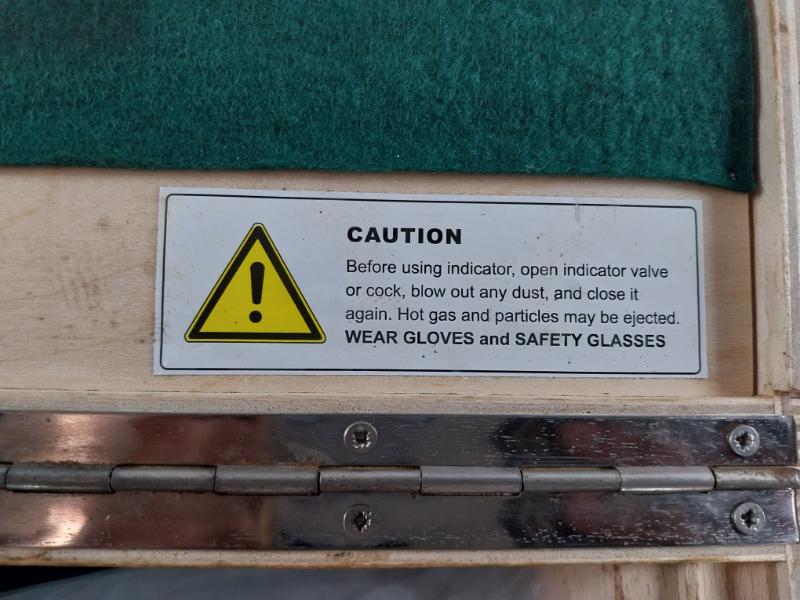 CAUTION
Before using indicator, open indicator valve
or cock, blow out any dust, and close it
again. Hot gas and particles may be ejected.
WEAR GLOVES and SAFETY GLASSES